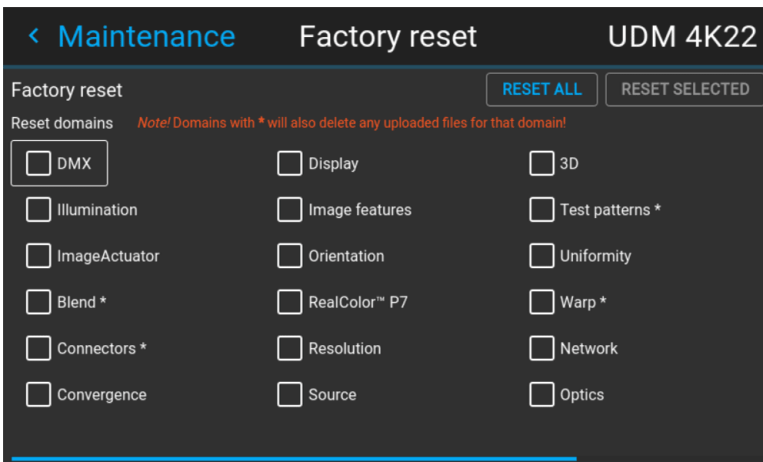 < Maintenance Factory reset UDM 4K22
Factory reset RESET ALL RESET SELECTED
Reset domains Note! Domains with * will also delete any uploaded files for that domain!
DMX Display 3D
Illumination Image features Test patterns *
ImageActuator Orientation Uniformity
Blend * RealColor™ P7 Warp *
Connectors * Resolution Network
Convergence Source Optics